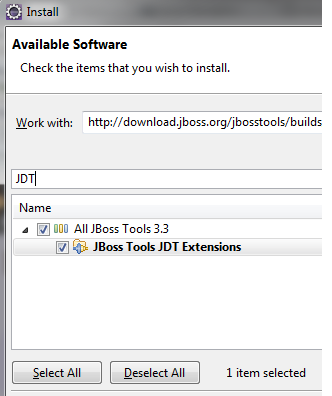 Install
Available Software
Check the items that you wish to install.
Work with: http://download.jboss.org/jbosstools/builds
JDT
Name
All JBoss Tools 3.3
JBoss Tools JDT Extensions
Select All Deselect All 1 item selected